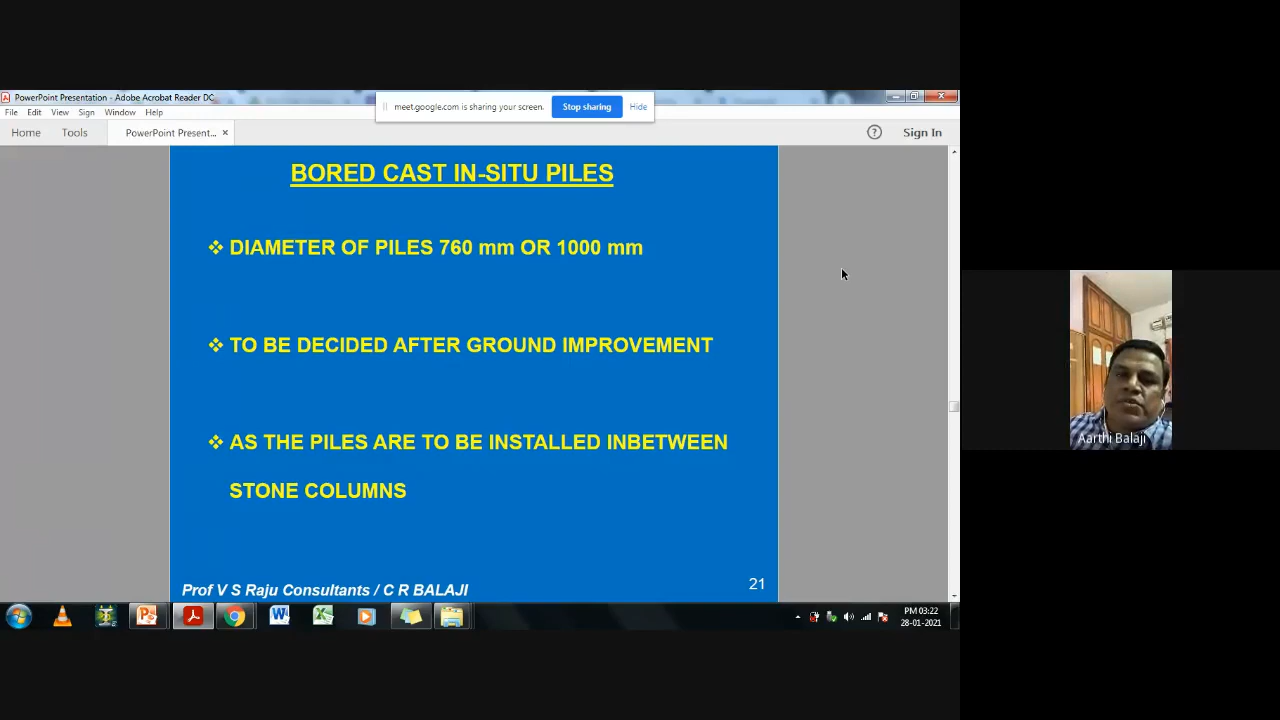 PowerPoint Presentation - Adobe Acrobat Reader DC
meet.google.com is sharing your screen.
Stop sharing
Hide
File Edit View Sign Window Help
Home
Tools
PowerPoint Present...
Sign In
BORED CAST IN-SITU PILES
❖ DIAMETER OF PILES 760 mm OR 1000 mm
❖ TO BE DECIDED AFTER GROUND IMPROVEMENT
❖ AS THE PILES ARE TO BE INSTALLED INBETWEEN
STONE COLUMNS
Prof V S Raju Consultants / C R BALAJI
21
Aarthi Balaji
PM 03:22
28-01-2021